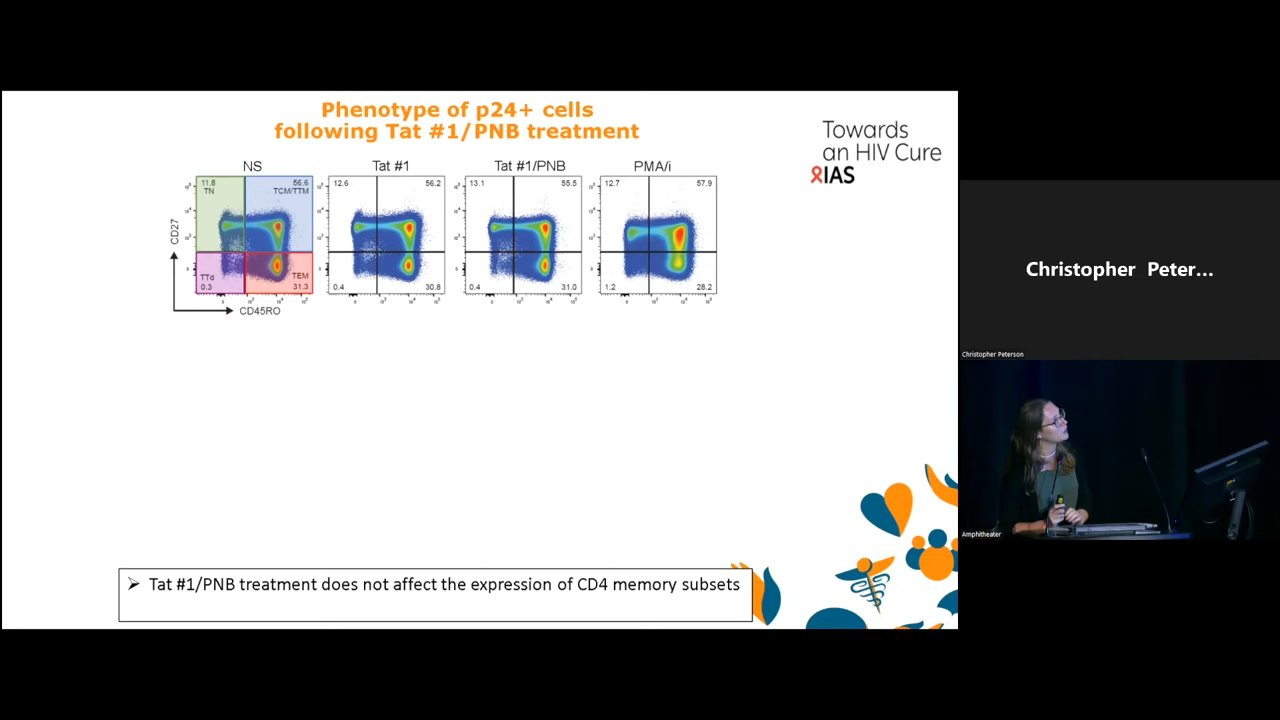 Phenotype of p24+ cells
following Tat #1/PNB treatment
Towards
an HIV Cure
IAS
NS
Tat #1
Tat #1/PNB
PMA/i
11.8
TN
56.6
TCM/TTM
TTd
0.3
TEM
31.3
12.6
56.2
0.4
30.8
13.1
55.5
0.4
31.0
12.7
57.9
1.2
28.2
CD27
CD45RO
➢ Tat #1/PNB treatment does not affect the expression of CD4 memory subsets
Christopher Peter...
Christopher Peterson
Amphitheater